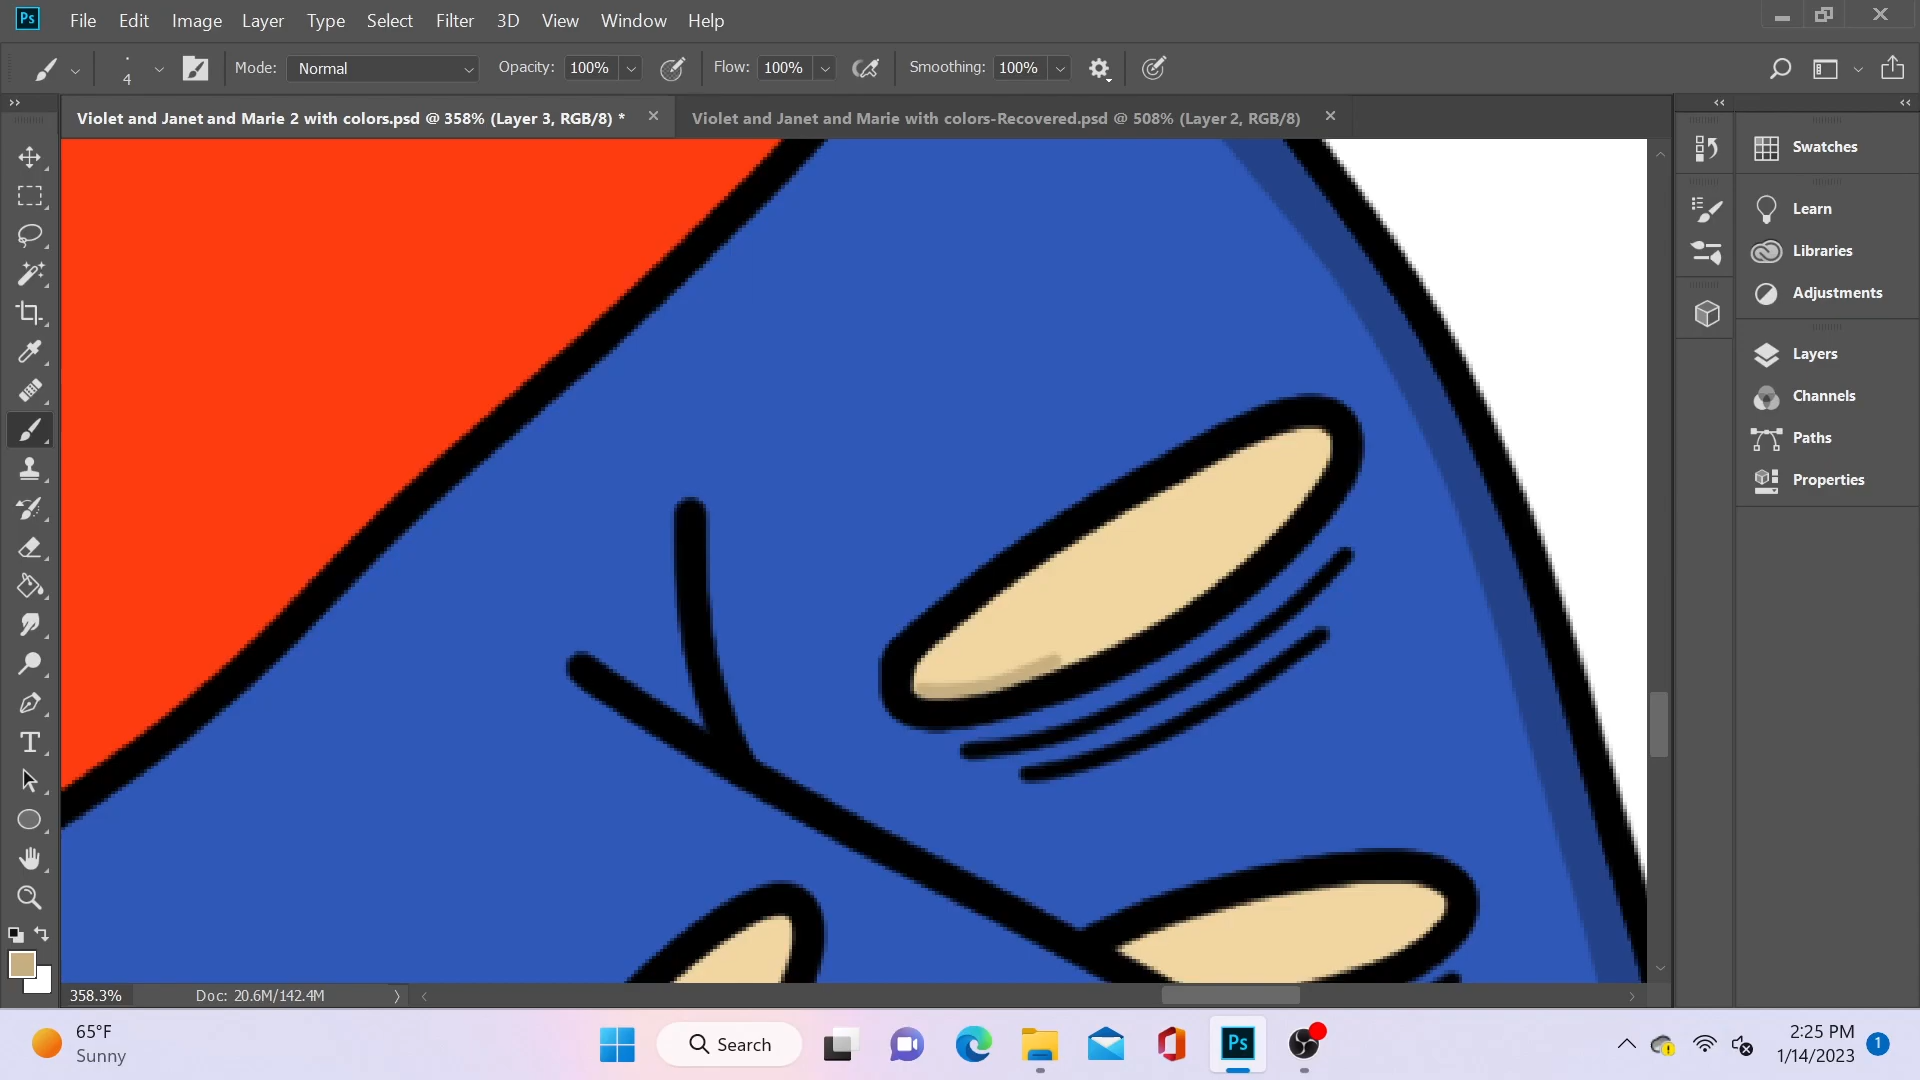 Ps File Edit Image Layer Type Select Filter 3D View Window Help
4 Mode: Normal Opacity: 100% Flow: 100% Smoothing: 100%
Violet and Janet and Marie 2 with colors.psd @ 358% (Layer 3, RGB/8) * Violet and Janet and Marie with colors-Recovered.psd @ 508% (Layer 2, RGB/8)
Swatches
Learn
Libraries
Adjustments
Layers
Channels
Paths
Properties
358.3% Doc: 20.6M/142.4M
65°F
Sunny
Search
Ps
2:25 PM
1/14/2023
1